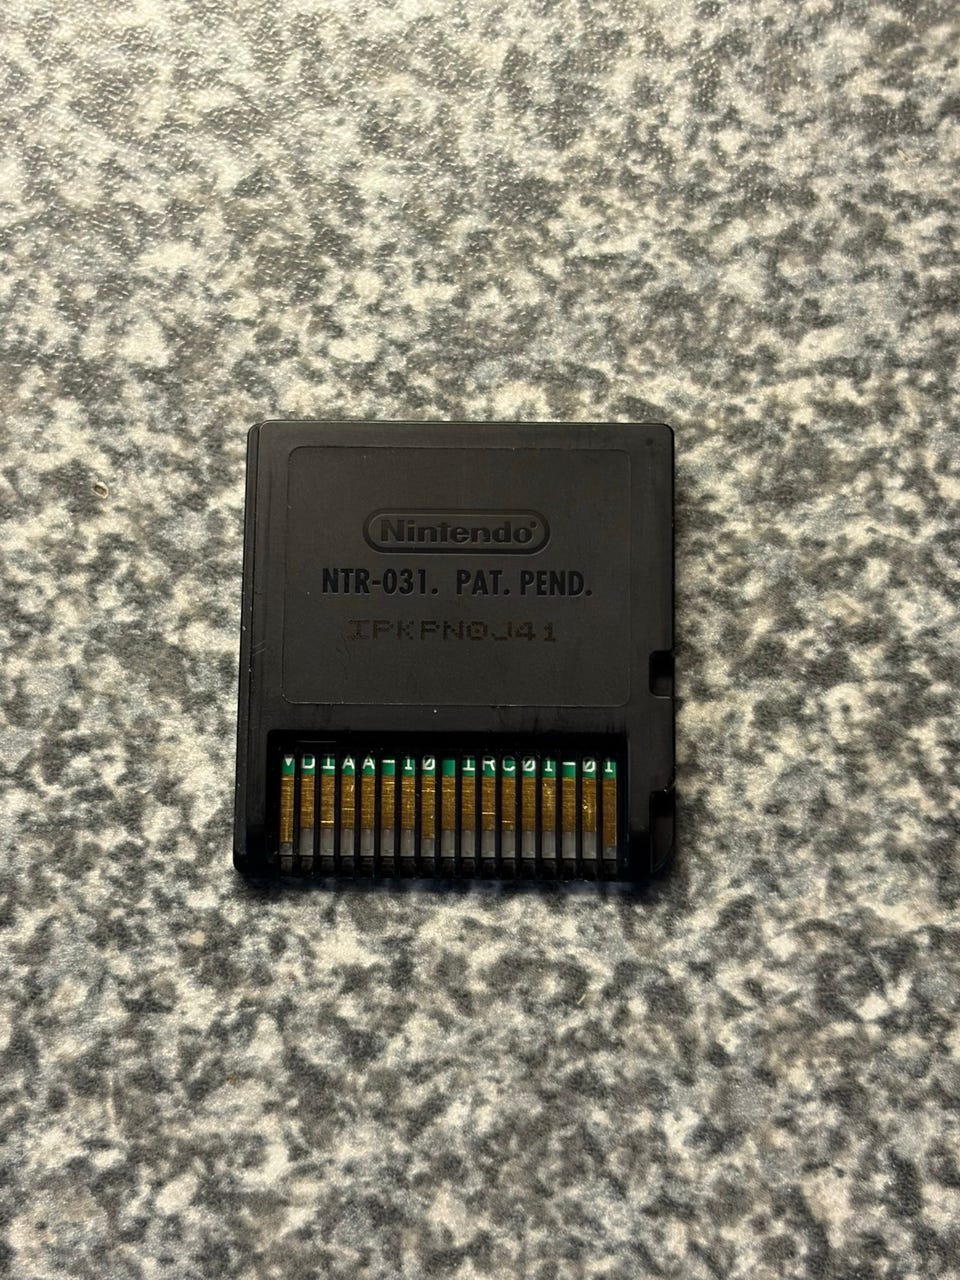 Nintendo®
NTR-031. PAT. PEND.
IPKPN0J41
▼DIAA-10 IRC01-01